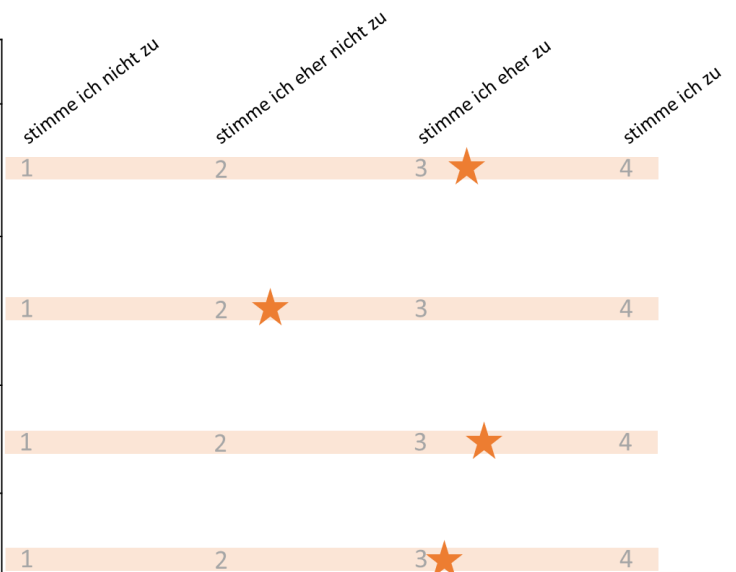 stimme ich nicht zu
stimme ich eher nicht zu
stimme ich eher zu
stimme ich zu
1 2 3 4
1 2 3 4
1 2 3 4
1 2 3 4